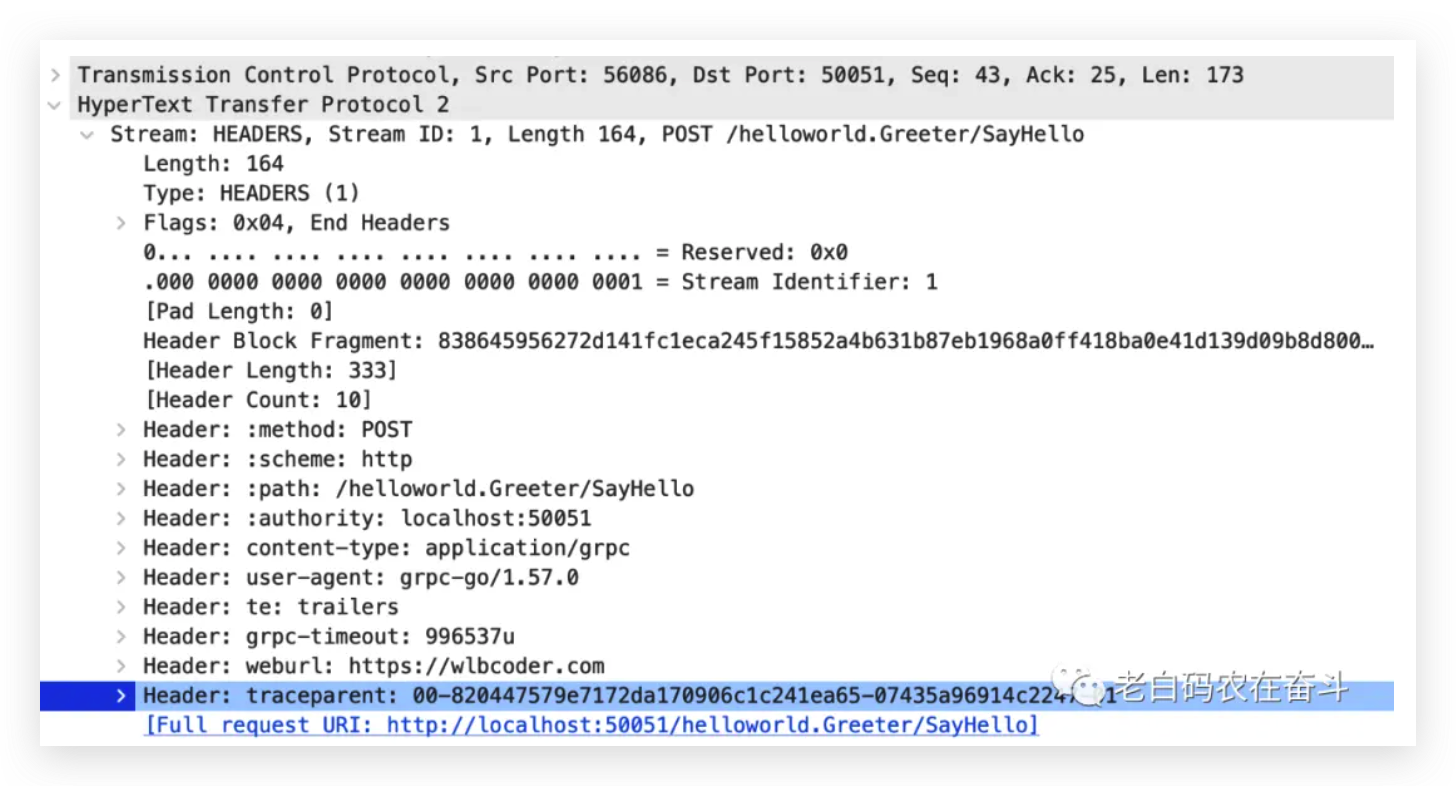 Transmission Control Protocol, Src Port: 56086, Dst Port: 50051, Seq: 43, Ack: 25, Len: 173
HyperText Transfer Protocol 2
Stream: HEADERS, Stream ID: 1, Length 164, POST /helloworld.Greeter/SayHello
Length: 164
Type: HEADERS (1)
Flags: 0x04, End Headers
0... .... .... .... .... .... .... .... = Reserved: 0x0
.000 0000 0000 0000 0000 0000 0000 0001 = Stream Identifier: 1
[Pad Length: 0]
Header Block Fragment: 838645956272d141fc1eca245f15852a4b631b87eb1968a0ff418ba0e41d139d09b8d800…
[Header Length: 333]
[Header Count: 10]
Header: :method: POST
Header: :scheme: http
Header: :path: /helloworld.Greeter/SayHello
Header: :authority: localhost:50051
Header: content-type: application/grpc
Header: user-agent: grpc-go/1.57.0
Header: te: trailers
Header: grpc-timeout: 996537u
Header: weburl: https://wlbcoder.com
Header: traceparent:
老白码农在奋斗
[Full request URI: http://localhost:50051/helloworld.Greeter/SayHello]